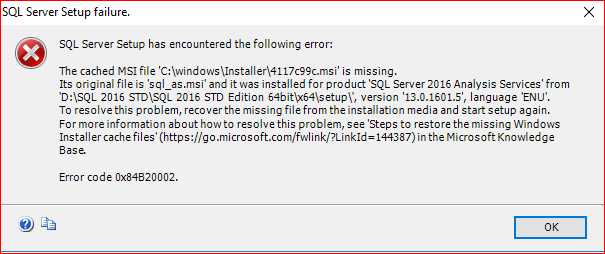 SQL Server Setup failure.
SQL Server Setup has encountered the following error:
The cached MSI file 'C:\windows\Installer\4117c99c.msi' is missing.
Its original file is 'sql_as.msi' and it was installed for product 'SQL Server 2016 Analysis Services' from
'D:\SQL 2016 STD\SQL 2016 STD Edition 64bit\x64\setup\', version '13.0.1601.5', language 'ENU'.
To resolve this problem, recover the missing file from the installation media and start setup again.
For more information about how to resolve this problem, see 'Steps to restore the missing Windows
Installer cache files' (https://go.microsoft.com/fwlink/?LinkId=144387) in the Microsoft Knowledge
Base.
Error code 0x84B20002.
OK